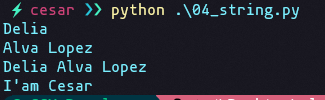 cesar ❯❯ python .\04_string.py
Delia
Alva Lopez
Delia Alva Lopez
I'am Cesar